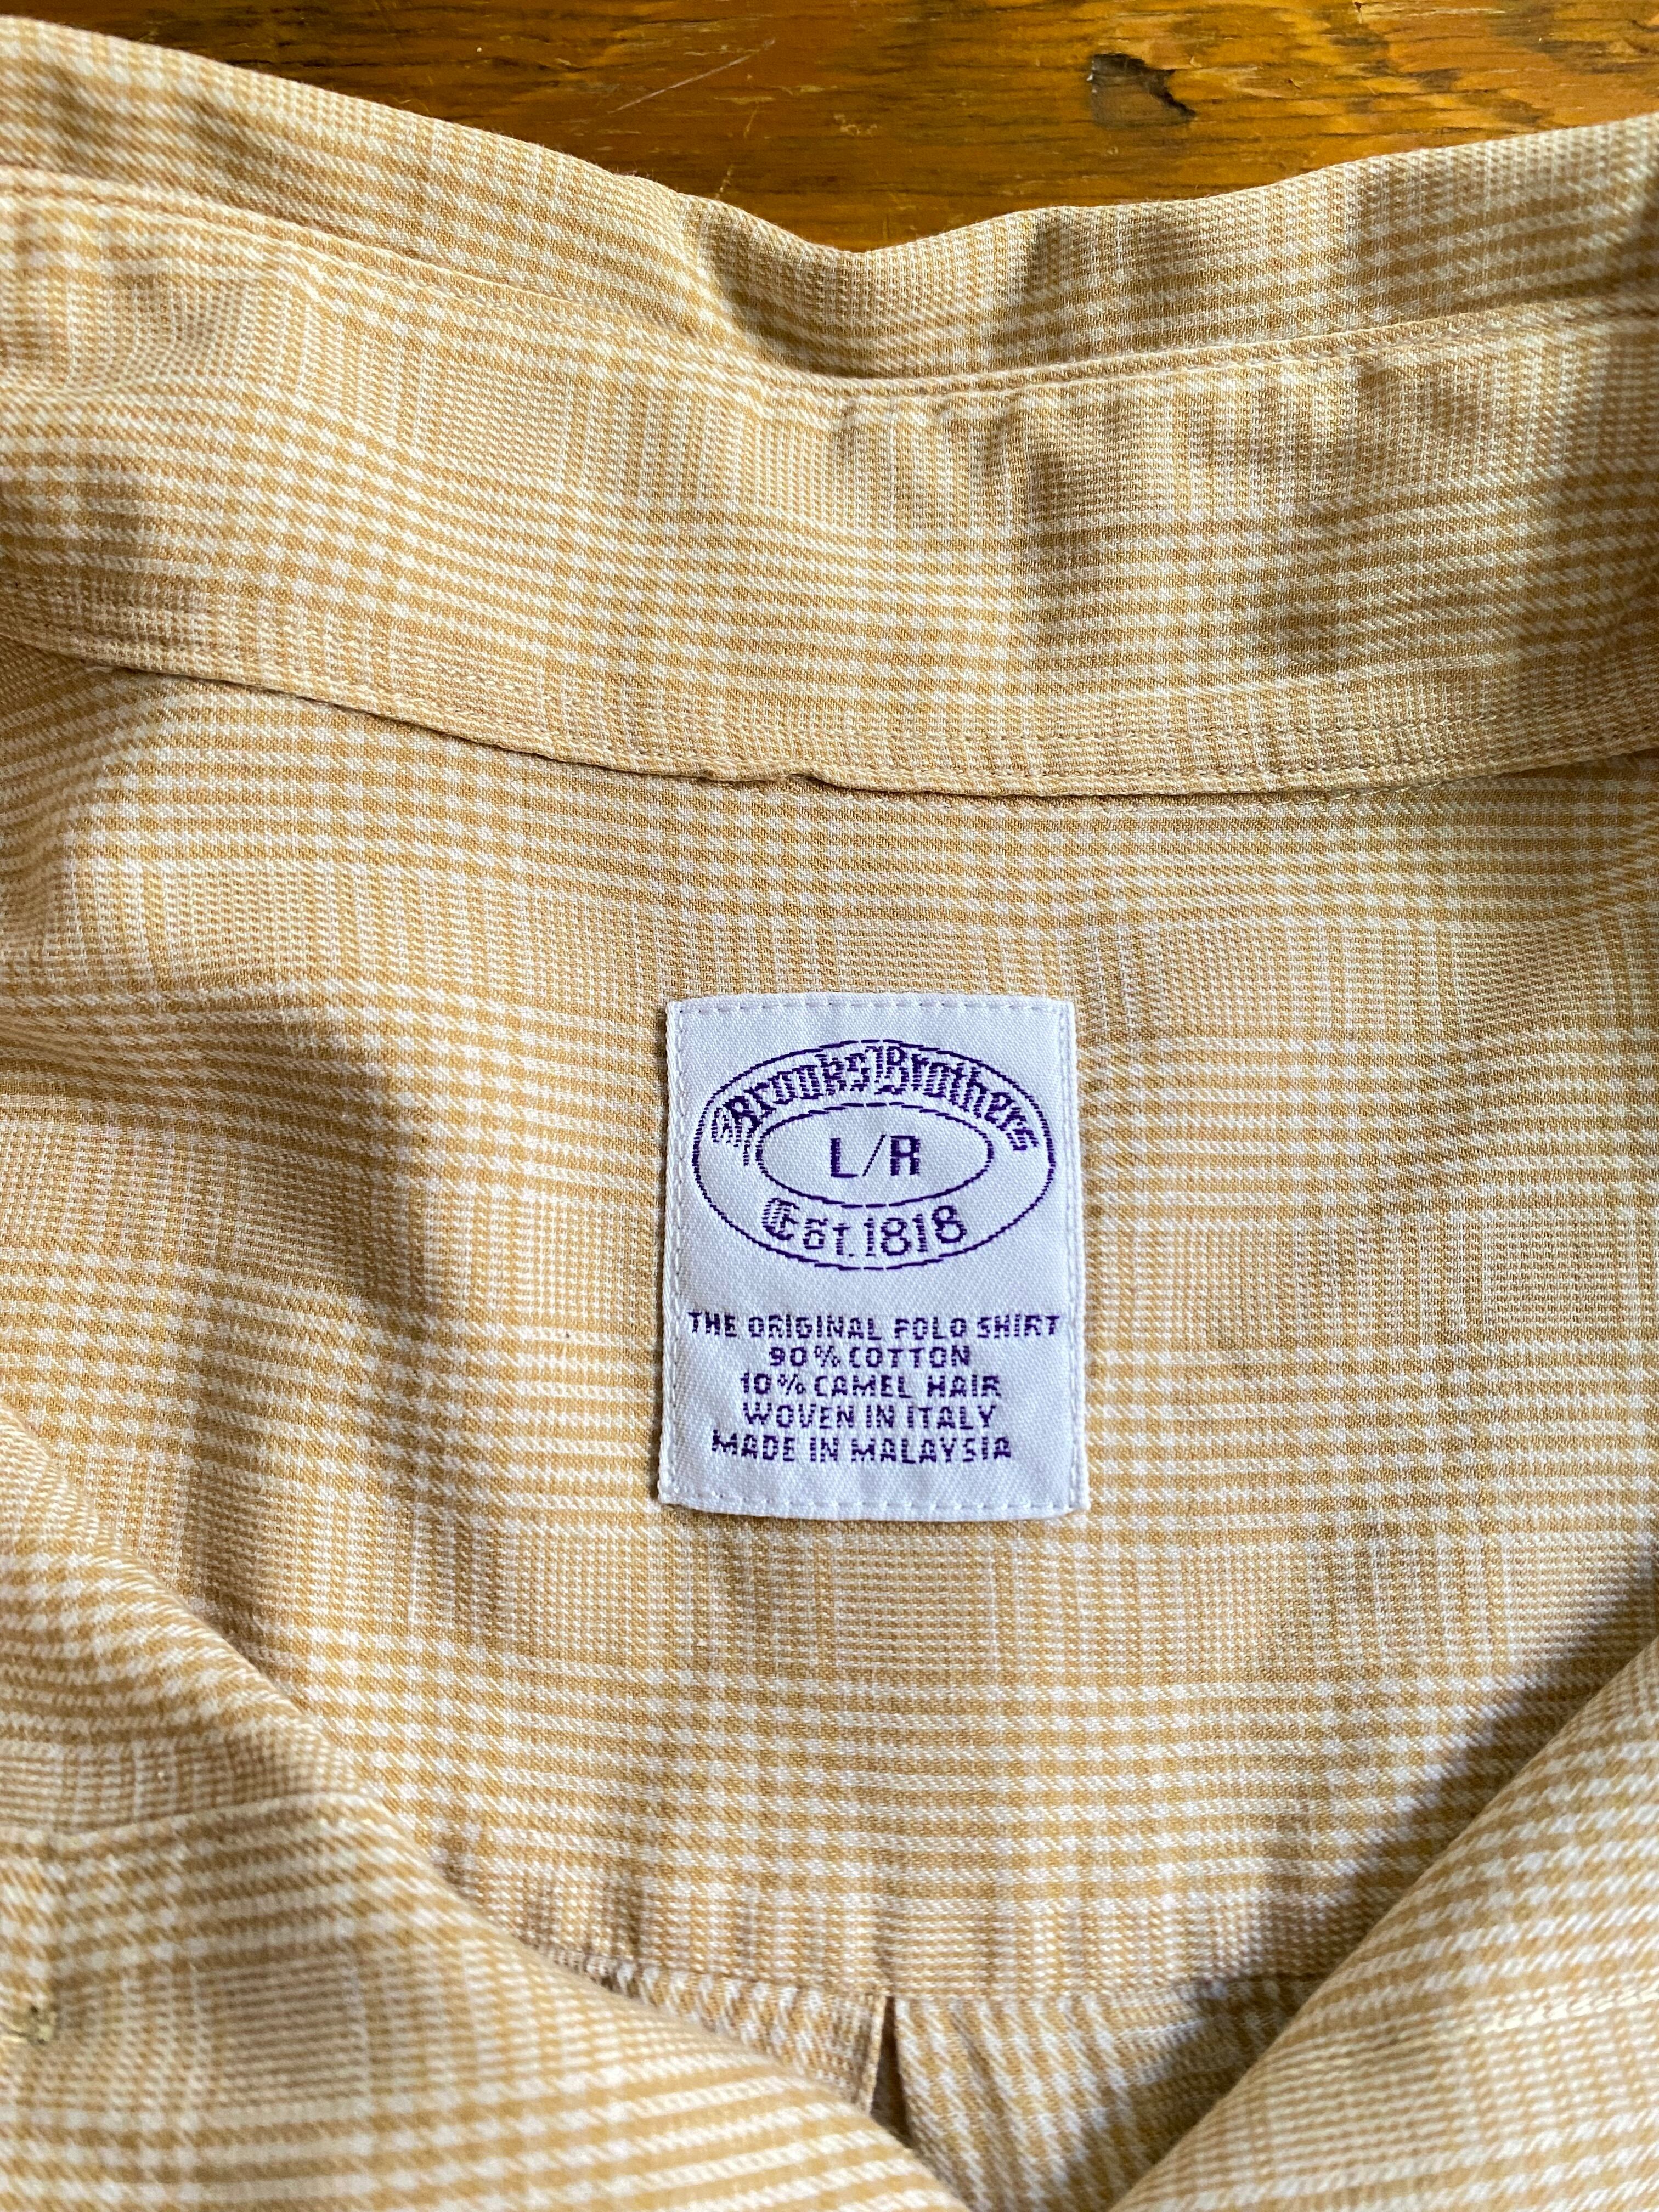 Brooks Brothers
L/R
Est. 1818
THE ORIGINAL POLO SHIRT
90% COTTON
10% CAMEL HAIR
WOVEN IN ITALY
MADE IN MALAYSIA